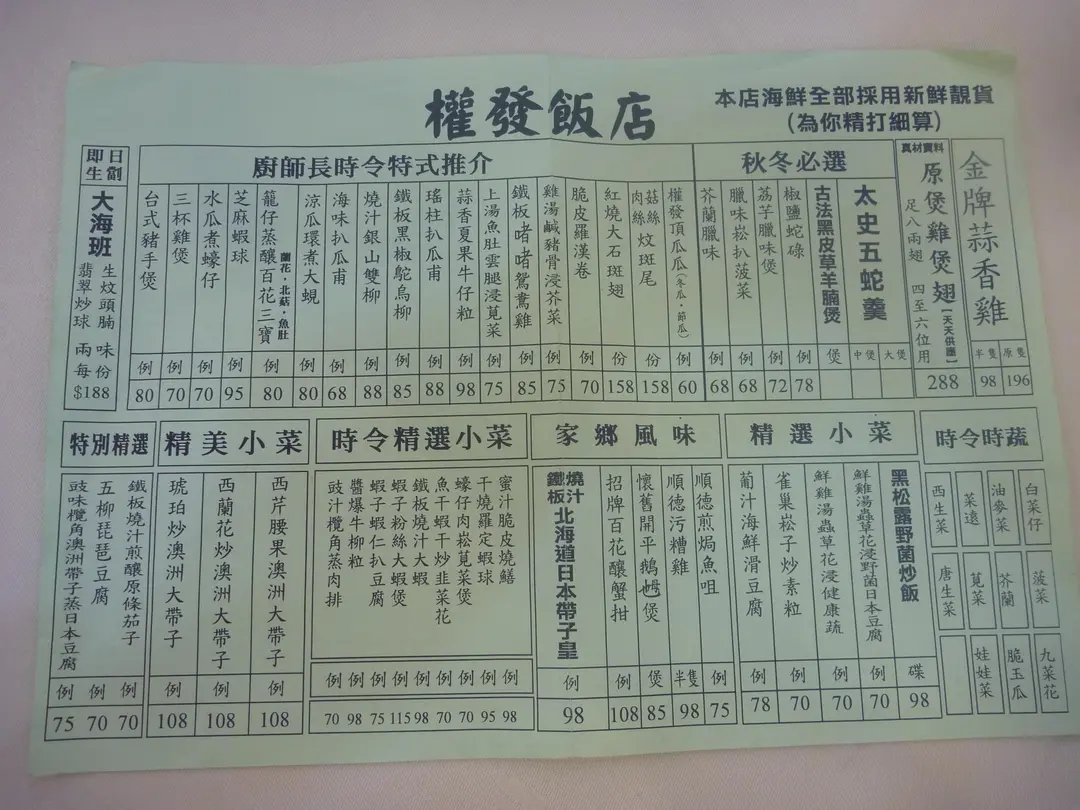 權發飯店
本店海鮮全部採用新鮮靚貨
(為你精打細算)
金牌蒜香雞
半隻 98
原隻 196
真材實料
原煲雞煲翅
足八兩翅 四至六位用
【天天供應】
288
秋冬必選
太史五蛇羹
中煲 大煲
古法黑皮草羊腩煲
煲
椒鹽蛇碌 例 78
荔芋臘味煲 例 72
臘味崧扒菠菜 例 68
芥蘭臘味 例 68
廚師長時令特式推介
權發頂瓜瓜(冬瓜・節瓜) 例 60
菇絲肉絲炆斑尾 份 158
紅燒大石斑翅 份 158
脆皮羅漢卷 例 70
雞湯鹹豬骨浸芥菜 例 75
鐵板啫啫鴛鴦雞 例 85
上湯魚肚雲腿浸莧菜 例 75
蒜香夏果牛仔粒 例 98
瑤柱扒瓜甫 例 88
鐵板黑椒鴕鳥柳 例 85
燒汁銀山雙柳 例 88
海味扒瓜甫 例 68
涼瓜環煮大蜆 例 80
籠仔蒸釀百花三寶 蘭花・北菇・魚肚 例 80
芝麻蝦球 例 95
水瓜煮蠔仔 例 70
三杯雞煲 例 70
台式豬手煲 例 80
即日
生劏
大海班
生炆頭腩
翡翠炒球
兩味
每份
$188
時令時蔬
白菜仔
油麥菜
菜遠
西生菜
菠菜
芥蘭
莧菜
唐生菜
九菜花
脆玉瓜
娃娃菜
精選小菜
黑松露野菌炒飯 碟 98
鮮雞湯蟲草花浸野菌日本豆腐 例 70
鮮雞湯蟲草花浸健康蔬 例 70
雀巢崧子炒素粒 例 70
葡汁海鮮滑豆腐 例 78
家鄉風味
順德煎焗魚咀 例 75
順德污糟雞 半隻 98
懷舊開平鵝乸煲 煲 85
招牌百花釀蟹拑 例 108
燒汁鐵板北海道日本帶子皇 例 98
時令精選小菜
蜜汁脆皮燒鱔 例 98
干燒羅定蝦球 例 95
蠔仔肉崧莧菜煲 例 70
魚干蝦干炒韭菜花 例 70
鐵板燒汁大蝦 例 98
蝦子粉絲大蝦煲 例 115
蝦子蝦仁扒豆腐 例 75
醬爆牛柳粒 例 98
豉汁欖角蒸肉排 例 70
精美小菜
西芹腰果澳洲大帶子 例 108
西蘭花炒澳洲大帶子 例 108
琥珀炒澳洲大帶子 例 108
特別精選
鐵板燒汁煎釀原條茄子 例 70
五柳琵琶豆腐 例 70
豉味欖角澳洲帶子蒸日本豆腐 例 75